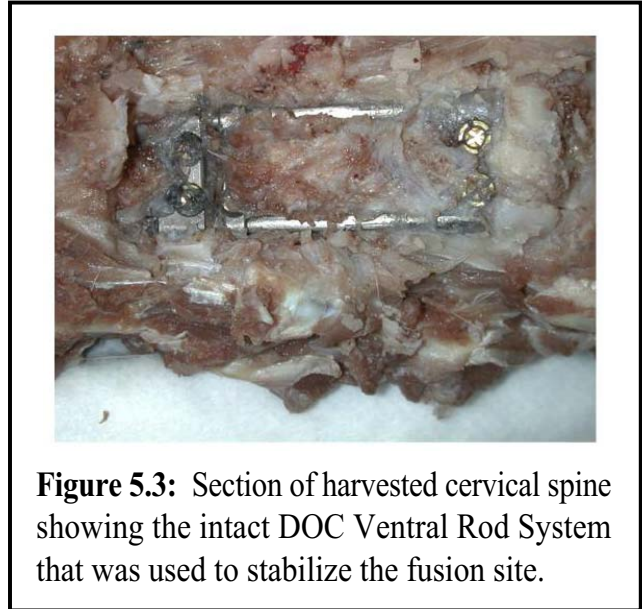 Figure 5.3: Section of harvested cervical spine
showing the intact DOC Ventral Rod System
that was used to stabilize the fusion site.